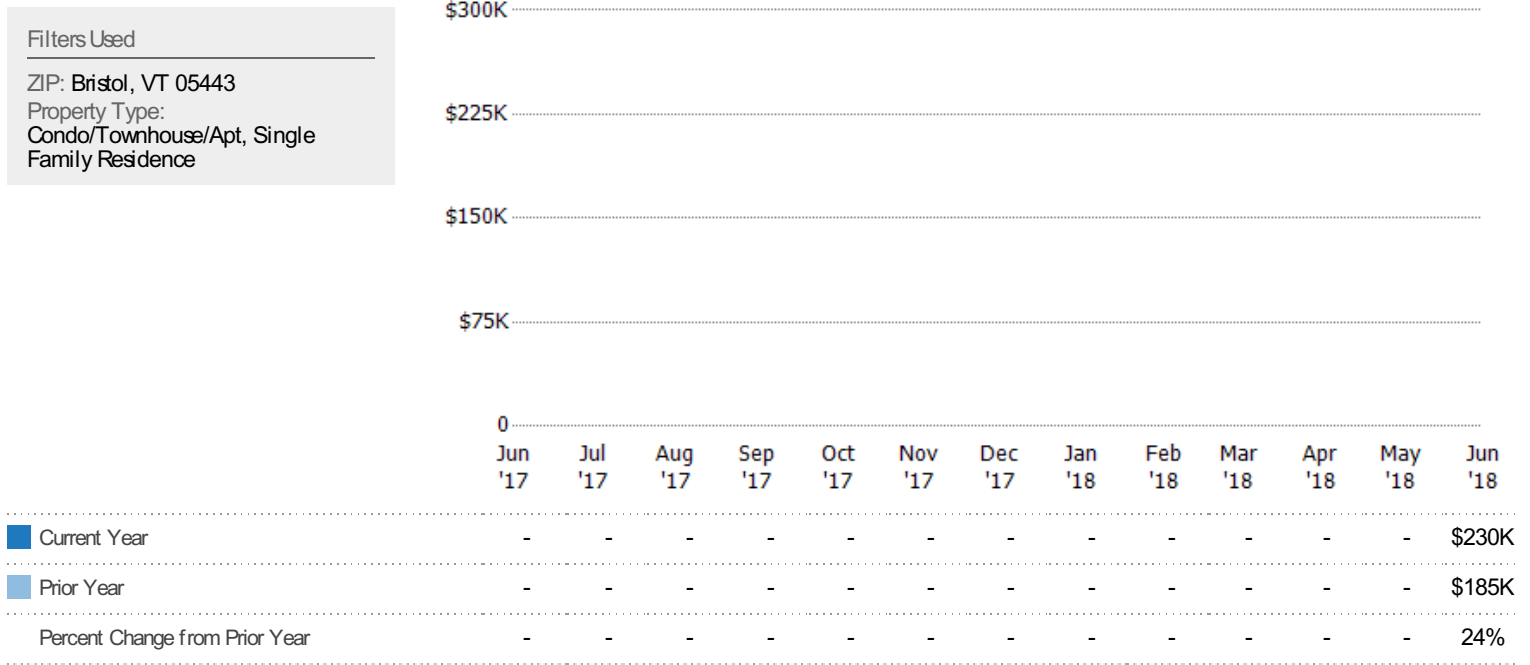 Filters Used
ZIP: Bristol, VT 05443
Property Type:
Condo/Townhouse/Apt, Single
Family Residence
$300K
$225K
$150K
$75K
0
Jun Jul Aug Sep Oct Nov Dec Jan Feb Mar Apr May Jun
'17 '17 '17 '17 '17 '17 '17 '18 '18 '18 '18 '18 '18
Current Year - - - - - - - - - - - - $230K
Prior Year - - - - - - - - - - - - $185K
Percent Change from Prior Year - - - - - - - - - - - - 24%